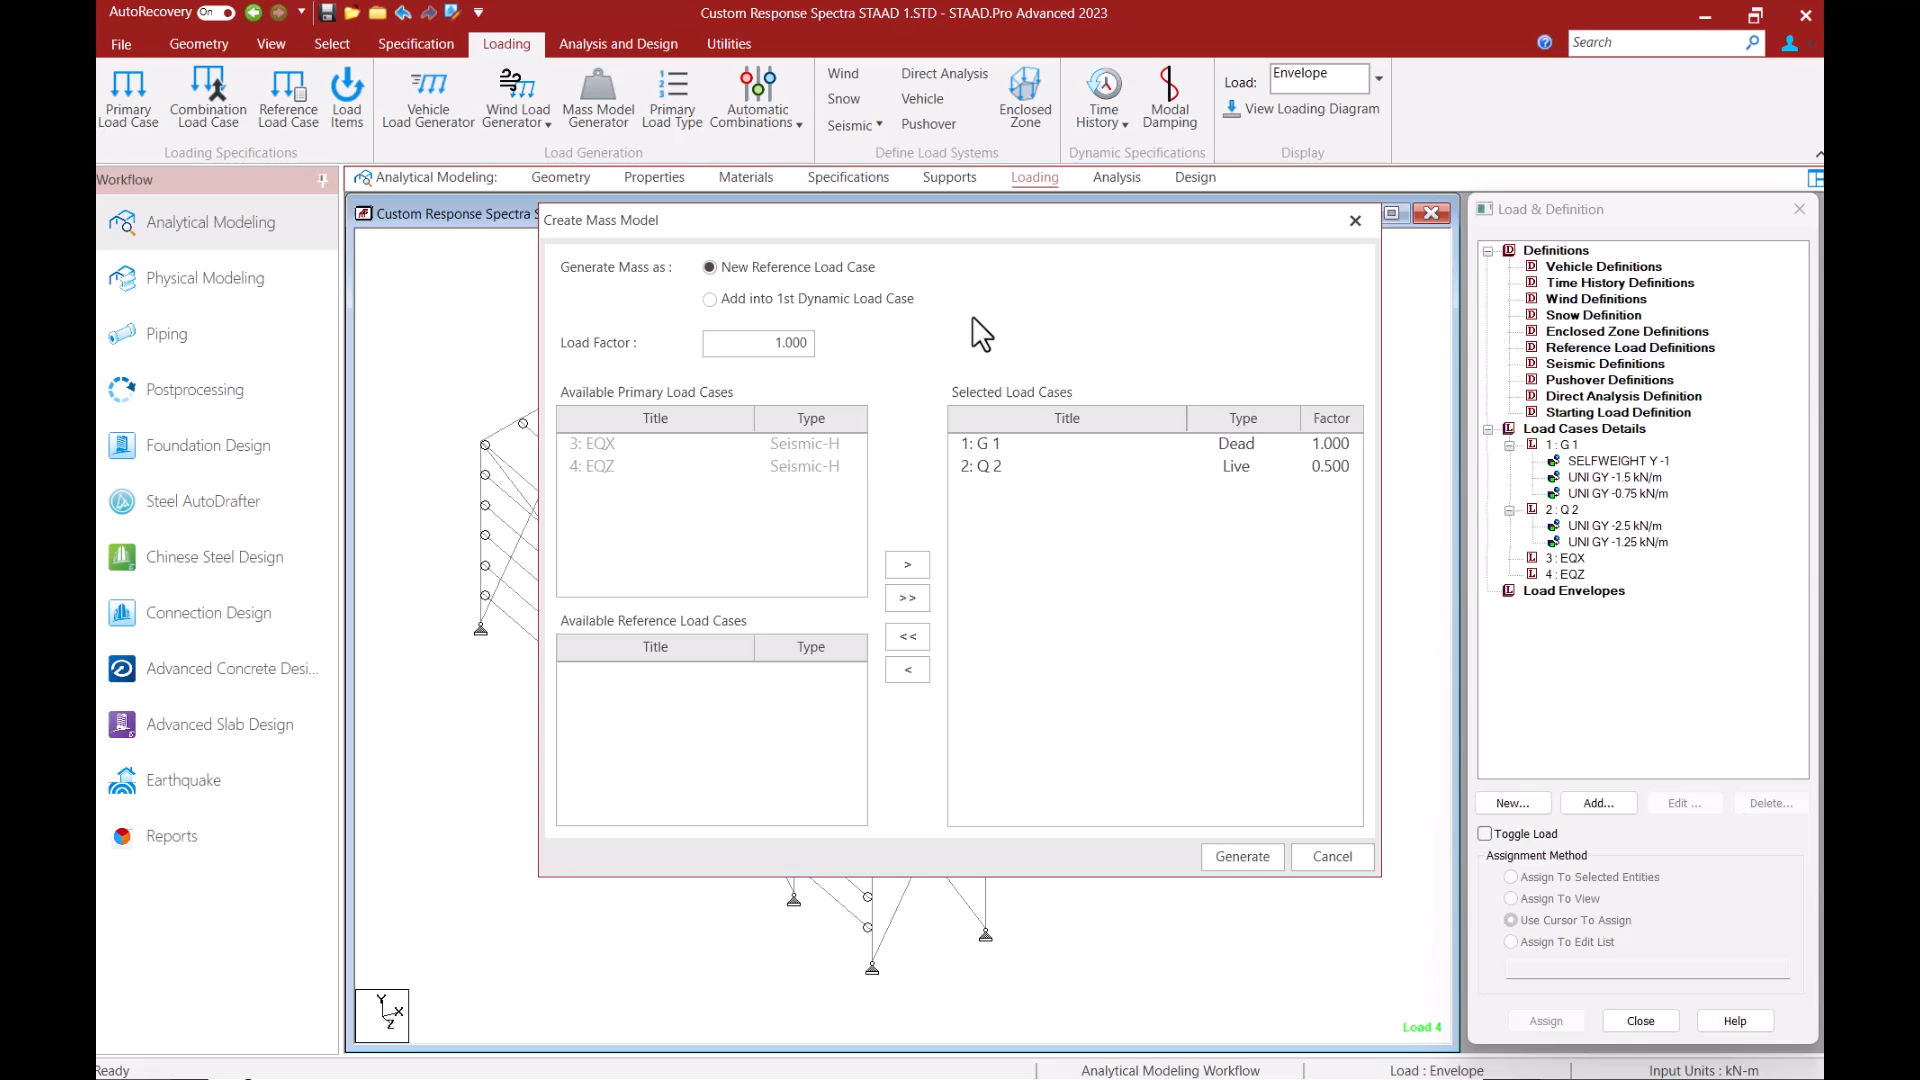 AutoRecovery On
Custom Response Spectra STAAD 1.STD - STAAD.Pro Advanced 2023
File Geometry View Select Specification Loading Analysis and Design Utilities
Search
Primary Load Case
Combination Load Case
Reference Load Case
Load Items
Vehicle Load Generator
Wind Load Generator
Mass Model Generator
Primary Load Type
Automatic Combinations
Wind
Snow
Seismic
Direct Analysis
Vehicle
Pushover
Enclosed Zone
Time History
Modal Damping
Load: Envelope
View Loading Diagram
Loading Specifications
Load Generation
Define Load Systems
Dynamic Specifications
Display
Workflow
Analytical Modeling: Geometry Properties Materials Specifications Supports Loading Analysis Design
Analytical Modeling
Physical Modeling
Piping
Postprocessing
Foundation Design
Steel AutoDrafter
Chinese Steel Design
Connection Design
Advanced Concrete Desi...
Advanced Slab Design
Earthquake
Reports
Custom Response Spectra S
Create Mass Model
Generate Mass as :
New Reference Load Case
Add into 1st Dynamic Load Case
Load Factor : 1.000
Available Primary Load Cases
Title Type
3: EQX Seismic-H
4: EQZ Seismic-H
Available Reference Load Cases
Title Type
>
>>
<<
<
Selected Load Cases
Title Type Factor
1: G 1 Dead 1.000
2: Q 2 Live 0.500
Generate Cancel
Y
X
Z
Load 4
Load & Definition
Definitions
Vehicle Definitions
Time History Definitions
Wind Definitions
Snow Definition
Enclosed Zone Definitions
Reference Load Definitions
Seismic Definitions
Pushover Definitions
Direct Analysis Definition
Starting Load Definition
Load Cases Details
1 : G 1
SELFWEIGHT Y -1
UNI GY -1.5 kN/m
UNI GY -0.75 kN/m
2 : Q 2
UNI GY -2.5 kN/m
UNI GY -1.25 kN/m
3 : EQX
4 : EQZ
Load Envelopes
New... Add... Edit ... Delete...
Toggle Load
Assignment Method
Assign To Selected Entities
Assign To View
Use Cursor To Assign
Assign To Edit List
Assign Close Help
Ready
Analytical Modeling Workflow
Load : Envelope
Input Units : kN-m